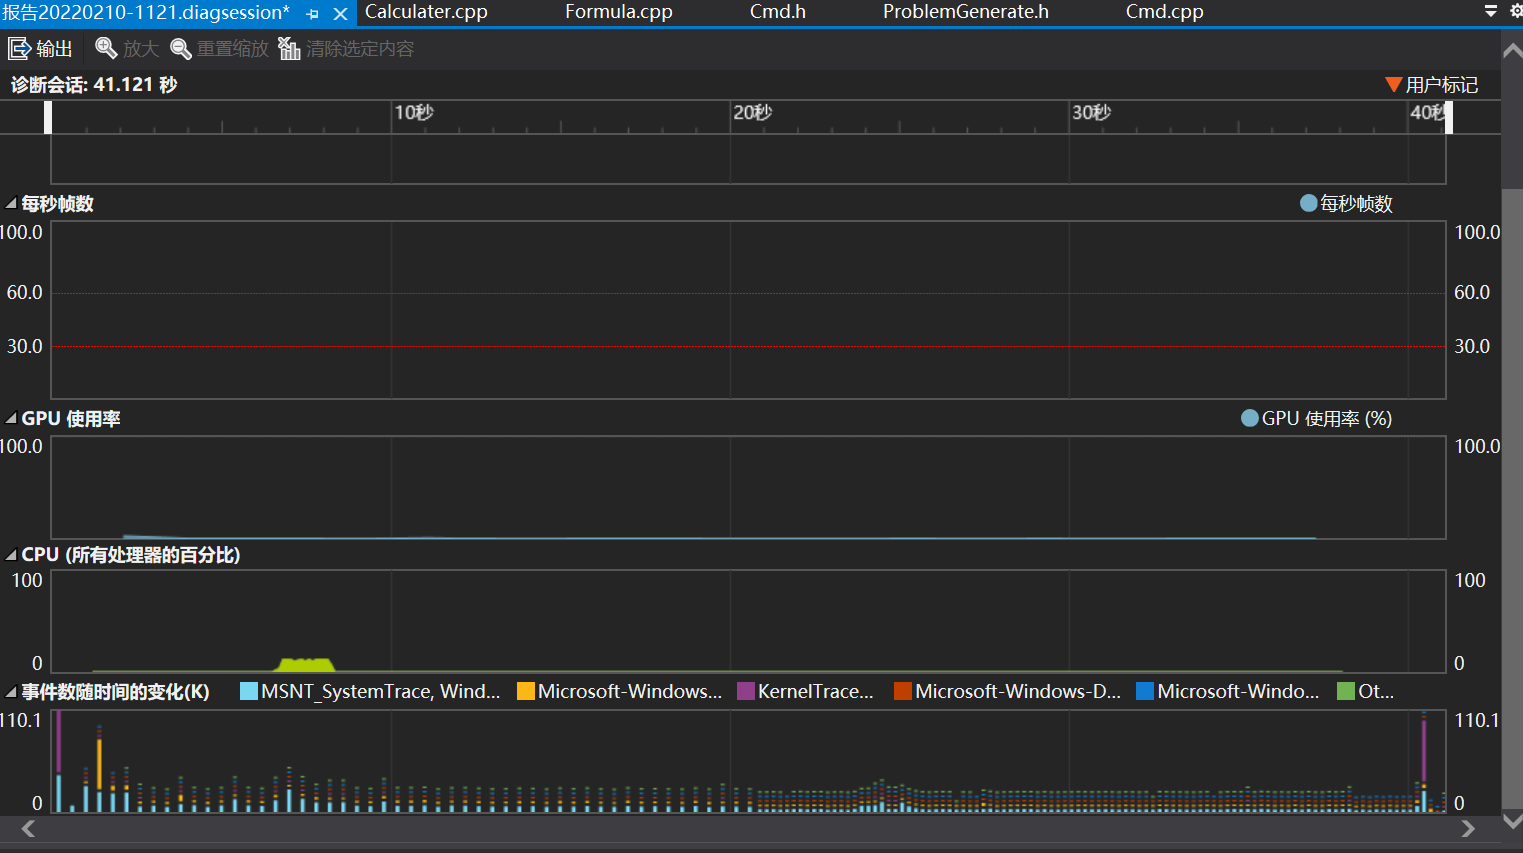 报告20220210-1121.diagsession* Calculater.cpp Formula.cpp Cmd.h ProblemGenerate.h Cmd.cpp
输出 放大 重置缩放 清除选定内容
诊断会话: 41.121 秒 用户标记
10秒 20秒 30秒 40秒
每秒帧数 每秒帧数
100.0 100.0
60.0 60.0
30.0 30.0
GPU 使用率 GPU 使用率 (%)
100.0 100.0
CPU (所有处理器的百分比)
100 100
0 0
事件数随时间的变化(K) MSNT_SystemTrace, Wind... Microsoft-Windows... KernelTrace... Microsoft-Windows-D... Microsoft-Windo... Ot...
110.1 110.1
0 0